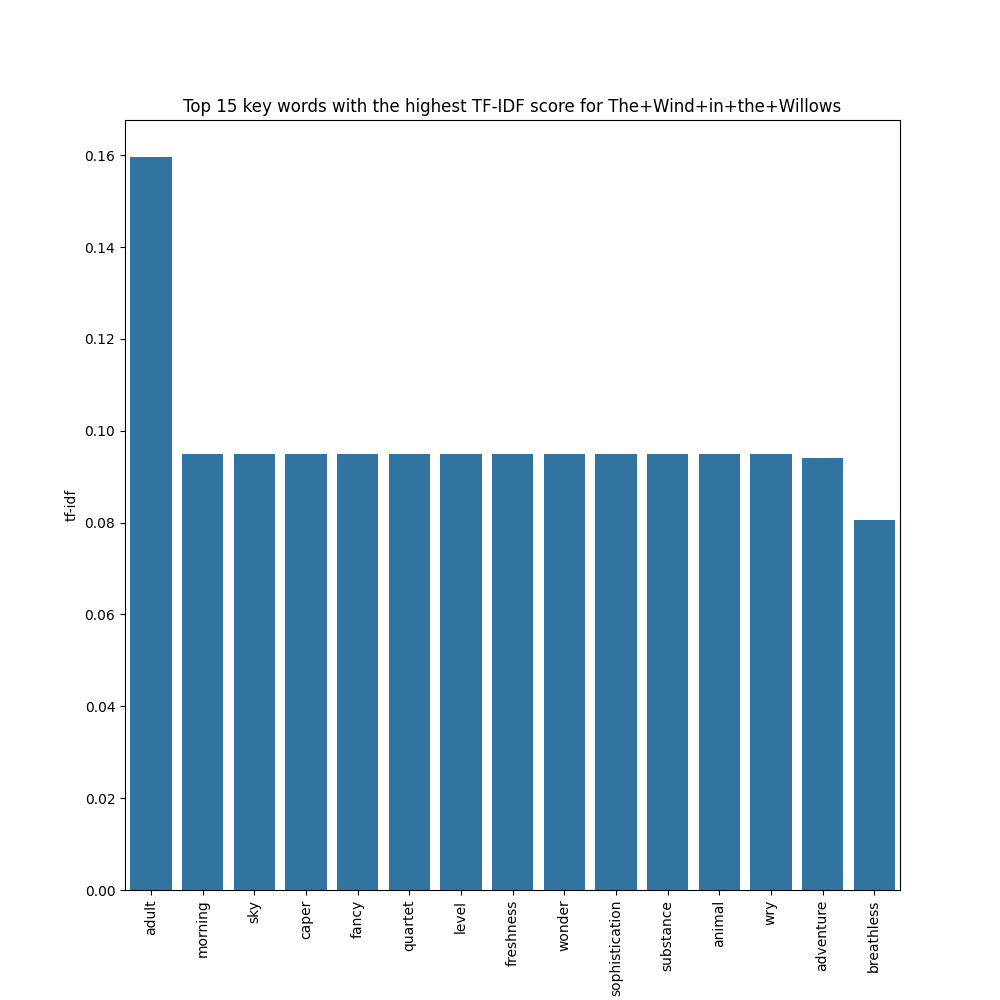 Top 15 key words with the highest TF-IDF score for The+Wind+in+the+Willows
0.16
0.14
0.12
0.10
0.08
0.06
0.04
0.02
0.00
tf-idf
adult
morning
sky
caper
fancy
quartet
level
freshness
wonder
sophistication
substance
animal
wry
adventure
breathless